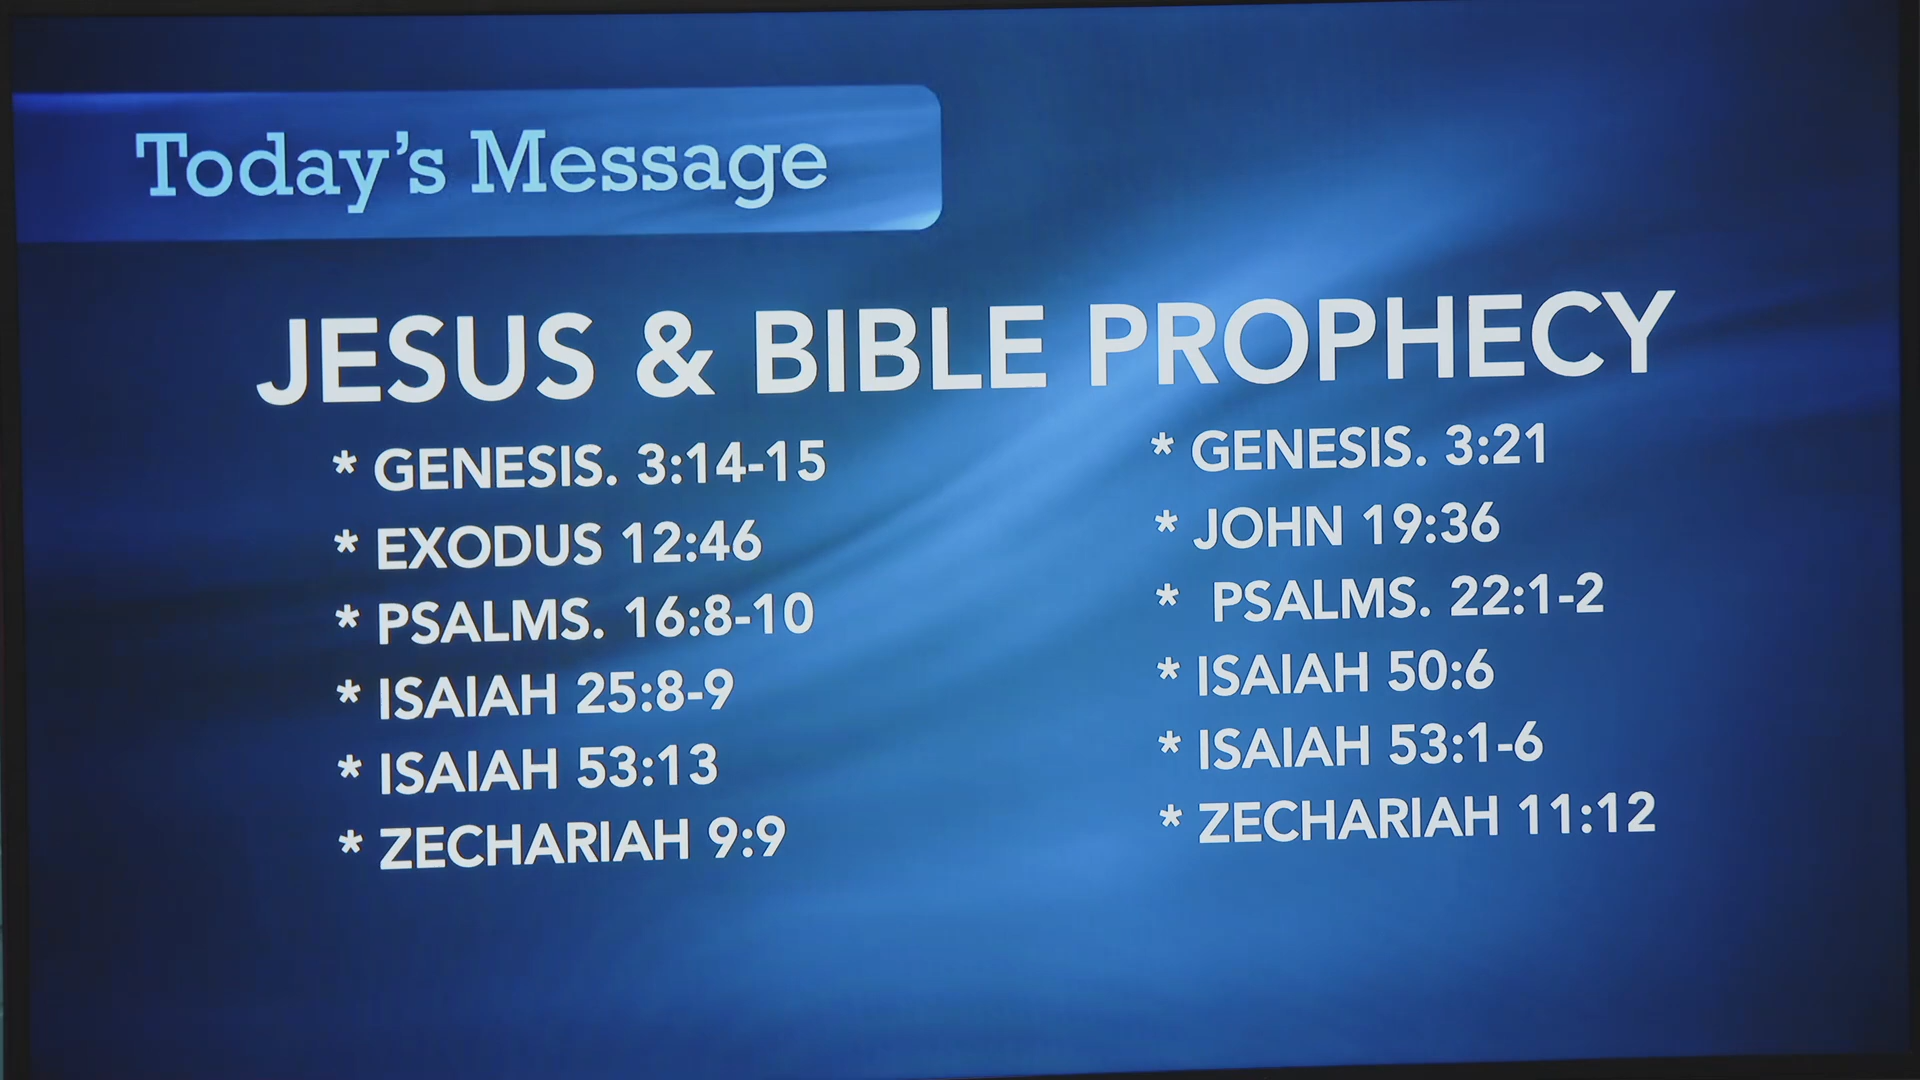 Today's Message
JESUS & BIBLE PROPHECY
* GENESIS. 3:14-15
* EXODUS 12:46
* PSALMS. 16:8-10
* ISAIAH 25:8-9
* ISAIAH 53:13
* ZECHARIAH 9:9
* GENESIS. 3:21
* JOHN 19:36
* PSALMS. 22:1-2
* ISAIAH 50:6
* ISAIAH 53:1-6
* ZECHARIAH 11:12